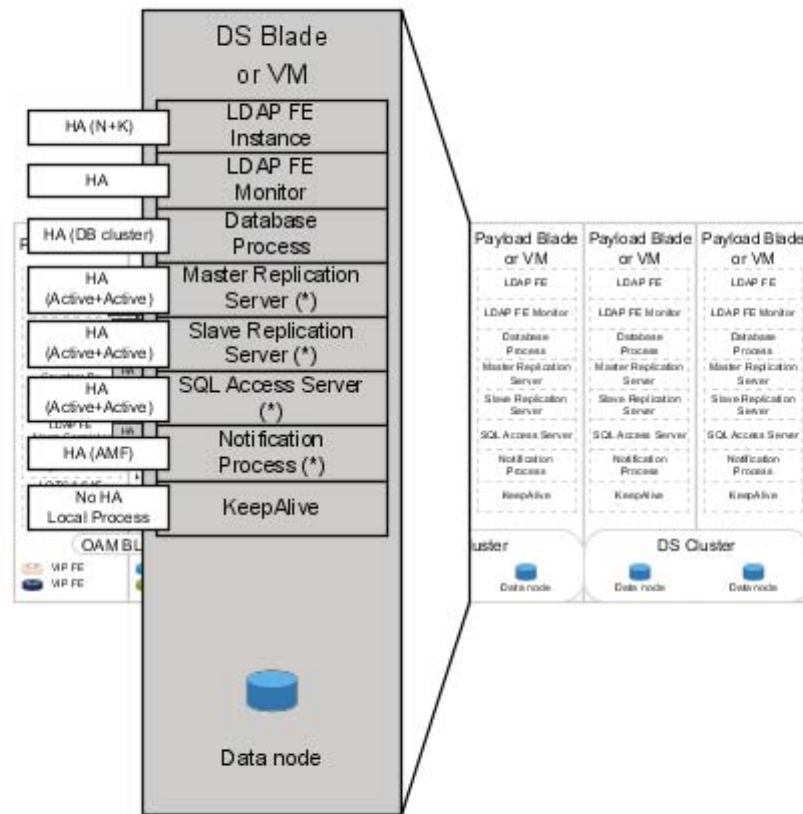 DS Blade
or VM
HA (N+K)
LDAP FE
Instance
HA
LDAP FE
Monitor
HA (DB cluster)
Database
Process
HA
(Active+Active)
Master Replication
Server (*)
HA
(Active+Active)
Slave Replication
Server (*)
HA
(Active+Active)
SQL Access Server
(*)
HA (AMF)
Notification
Process (*)
No HA
Local Process
KeepAlive
Data node
OAM BL
VIP FE
VIP FE
Payload Blade
or VM
LDAP FE
LDAP FE Monitor
Database
Process
Master Replication
Server
Slave Replication
Server
SQL Access Server
Notification
Process
KeepAlive
Payload Blade
or VM
LDAP FE
LDAP FE Monitor
Database
Process
Master Replication
Server
Slave Replication
Server
SQL Access Server
Notification
Process
KeepAlive
Payload Blade
or VM
LDAP FE
LDAP FE Monitor
Database
Process
Master Replication
Server
Slave Replication
Server
SQL Access Server
Notification
Process
KeepAlive
uster
Data node
DS Cluster
Data node
Data node